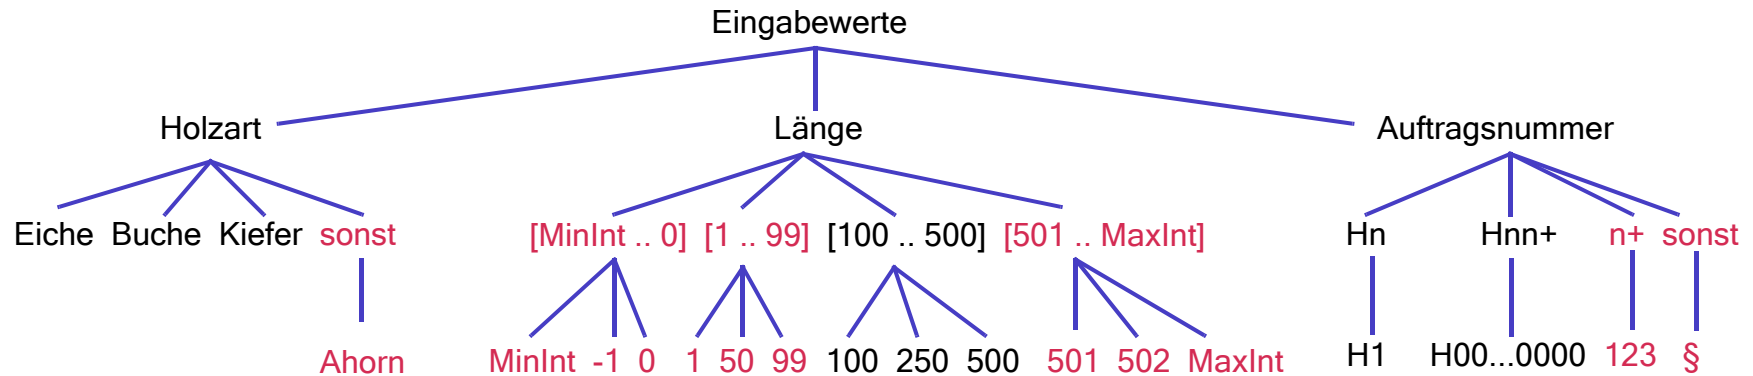 Eingabewerte
Holzart Länge Auftragsnummer
Eiche Buche Kiefer sonst [MinInt .. 0] [1 .. 99] [100 .. 500] [501 .. MaxInt] Hn Hnn+ n+ sonst
Ahorn MinInt -1 0 1 50 99 100 250 500 501 502 MaxInt H1 H00...0000 123 §